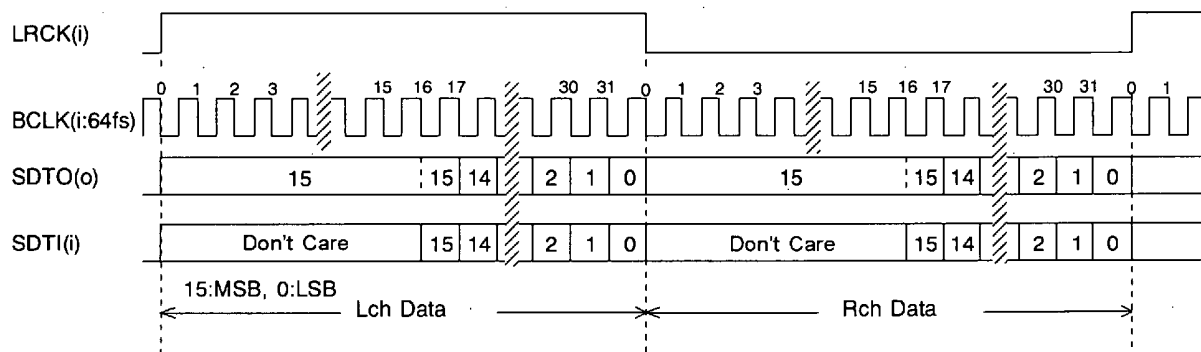 LRCK(i)
0 1 2 3 15 16 17 30 31 0 1 2 3 15 16 17 30 31 0 1
BCLK(i:64fs)
SDTO(o) 15 15 14 2 1 0 15 15 14 2 1 0
SDTI(i) Don't Care 15 14 2 1 0 Don't Care 15 14 2 1 0
15:MSB, 0:LSB
Lch Data Rch Data